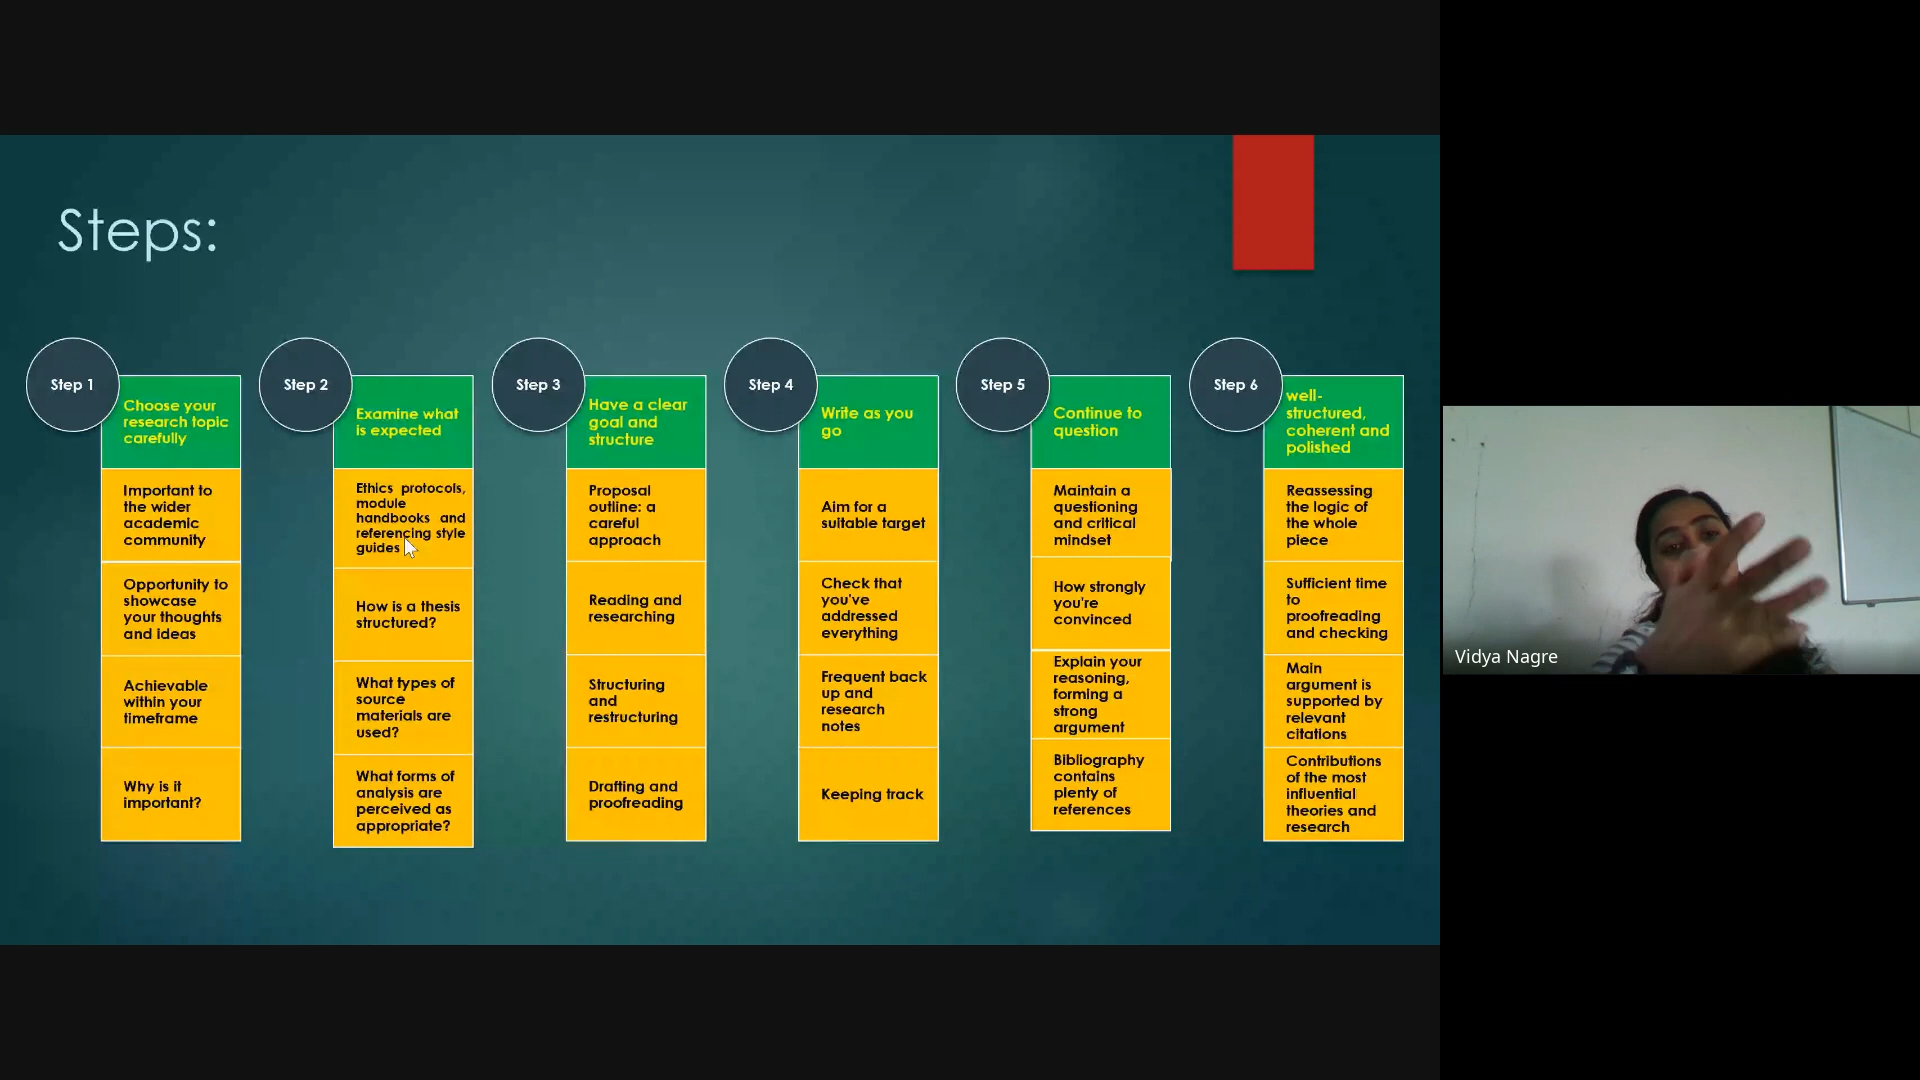 Steps:
Step 1
Choose your
research topic
carefully
Important to
the wider
academic
community
Opportunity to
showcase
your thoughts
and ideas
Achievable
within your
timeframe
Why is it
important?
Step 2
Examine what
is expected
Ethics protocols,
module
handbooks and
referencing style
guides
How is a thesis
structured?
What types of
source
materials are
used?
What forms of
analysis are
perceived as
appropriate?
Step 3
Have a clear
goal and
structure
Proposal
outline: a
careful
approach
Reading and
researching
Structuring
and
restructuring
Drafting and
proofreading
Step 4
Write as you
go
Aim for a
suitable target
Check that
you've
addressed
everything
Frequent back
up and
research
notes
Keeping track
Step 5
Continue to
question
Maintain a
questioning
and critical
mindset
How strongly
you're
convinced
Explain your
reasoning,
forming a
strong
argument
Bibliography
contains
plenty of
references
Step 6
well-
structured,
coherent and
polished
Reassessing
the logic of
the whole
piece
Sufficient time
to
proofreading
and checking
Main
argument is
supported by
relevant
citations
Contributions
of the most
influential
theories and
research
Vidya Nagre